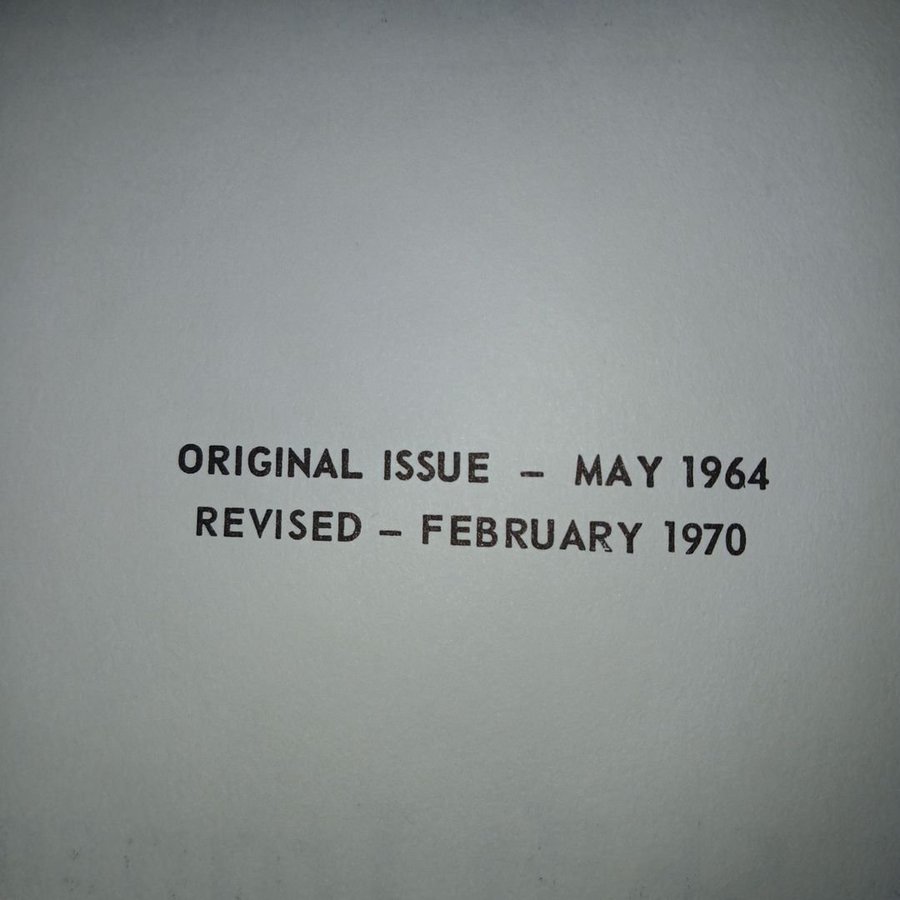 ORIGINAL ISSUE – MAY 1964
REVISED – FEBRUARY 1970